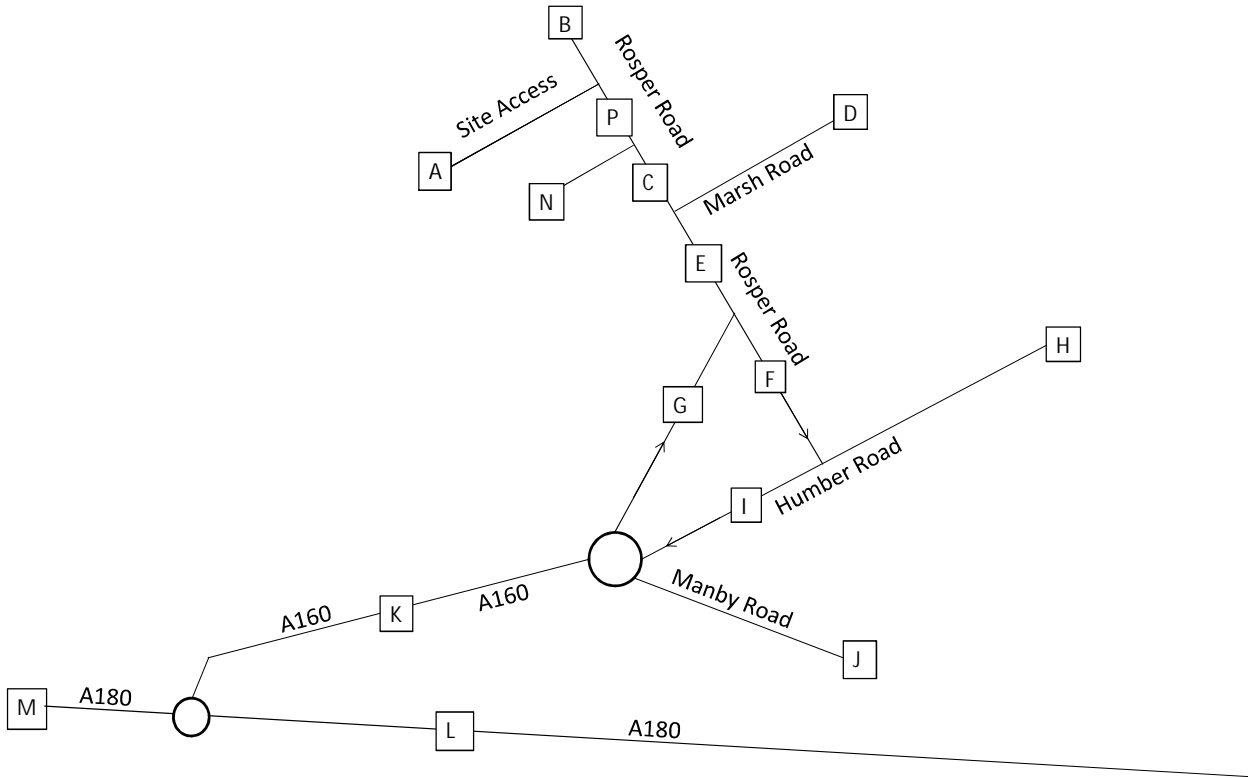 B
Rosper Road
Site Access
P
D
A
N
C
Marsh Road
E
Rosper Road
H
F
G
Humber Road
I
Manby Road
A160
K
A160
J
M
A180
L
A180